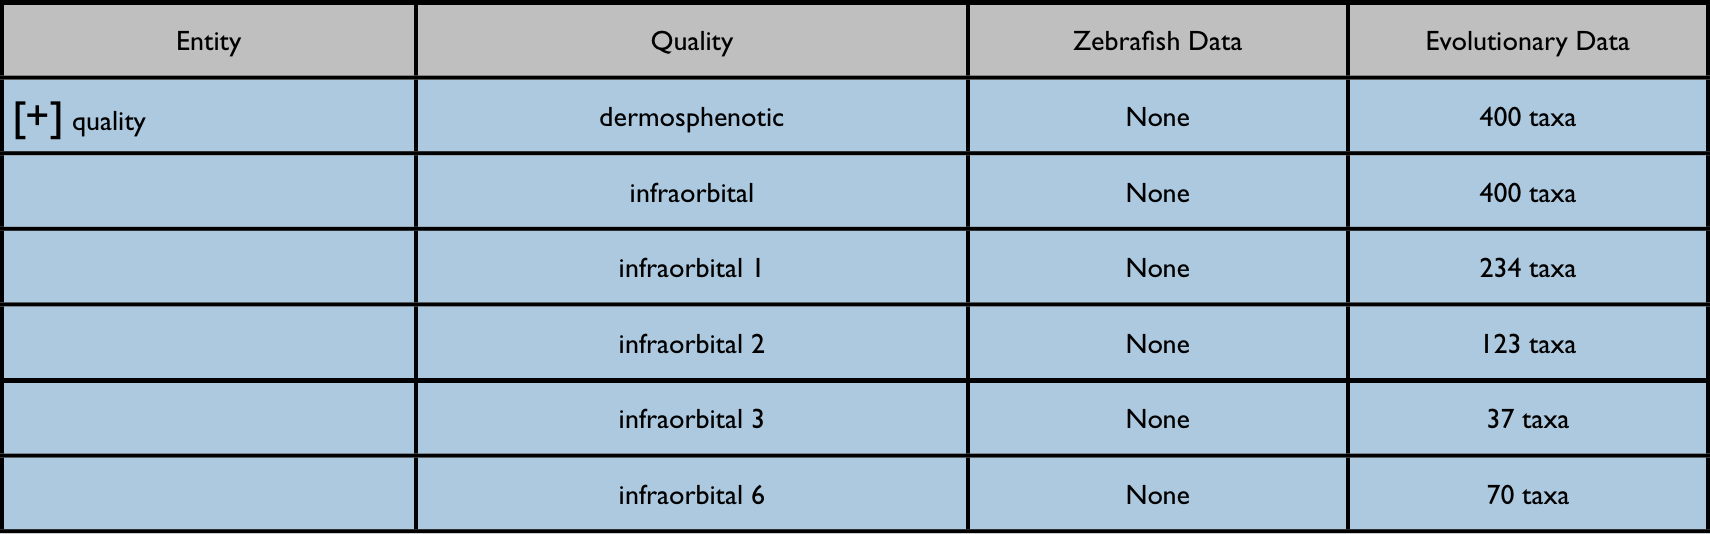 Entity Quality Zebrafish Data Evolutionary Data
[+] quality dermosphenotic None 400 taxa
infraorbital None 400 taxa
infraorbital 1 None 234 taxa
infraorbital 2 None 123 taxa
infraorbital 3 None 37 taxa
infraorbital 6 None 70 taxa